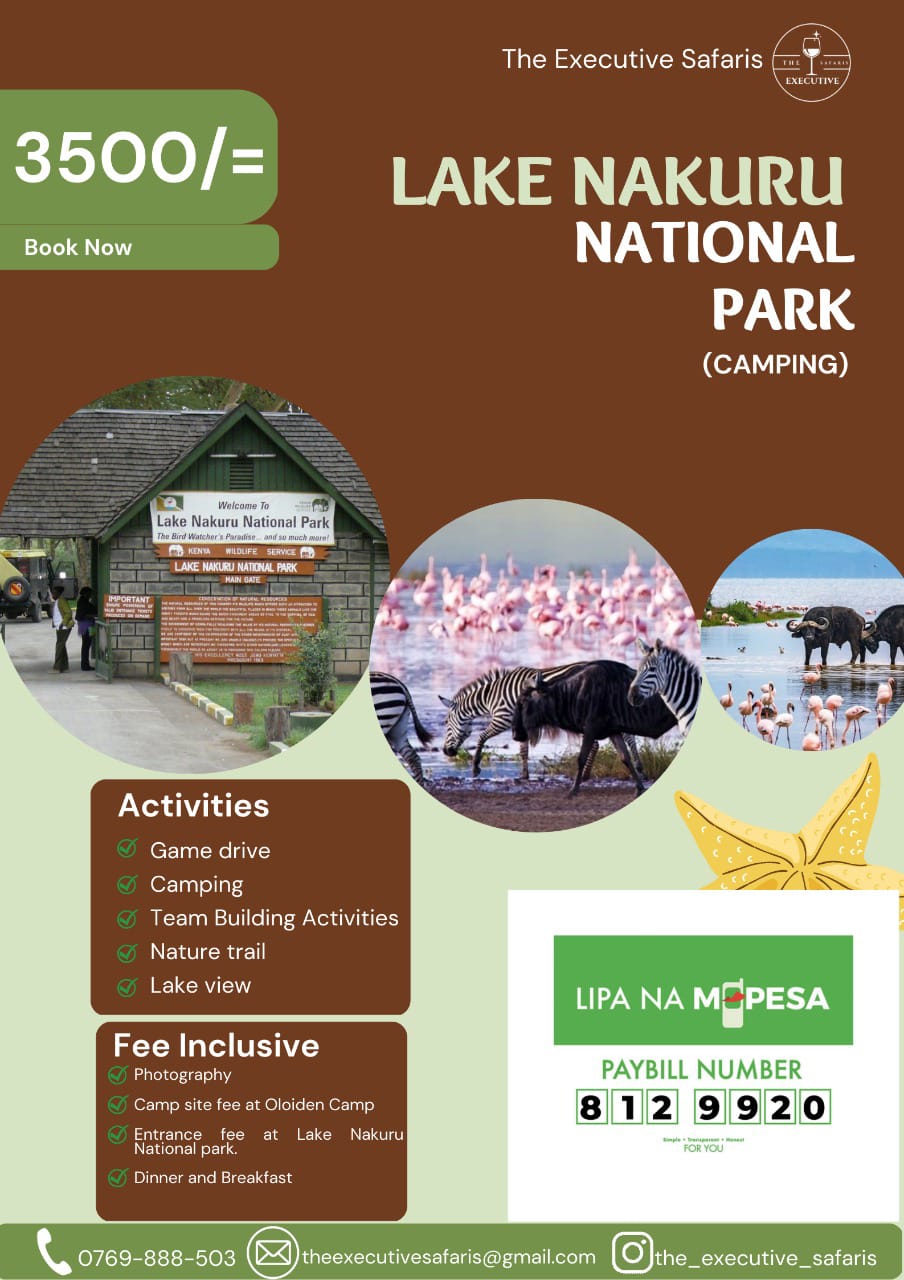 The Executive Safaris
THE SAFARIS
EXECUTIVE
3500/=
Book Now
LAKE NAKURU
NATIONAL
PARK
(CAMPING)
Welcome To
Lake Nakuru National Park
The Bird Watcher's Paradise... and so much more!
KENYA WILDLIFE SERVICE
LAKE NAKURU NATIONAL PARK
MAIN GATE
IMPORTANT
CONSERVATION OF NATURAL RESOURCES
Activities
Game drive
Camping
Team Building Activities
Nature trail
Lake view
Fee Inclusive
Photography
Camp site fee at Oloiden Camp
Entrance fee at Lake Nakuru
National park.
Dinner and Breakfast
LIPA NA M-PESA
PAYBILL NUMBER
812 9920
Simple • Transparent • Honest
FOR YOU
0769-888-503
theexecutivesafaris@gmail.com
the_executive_safaris